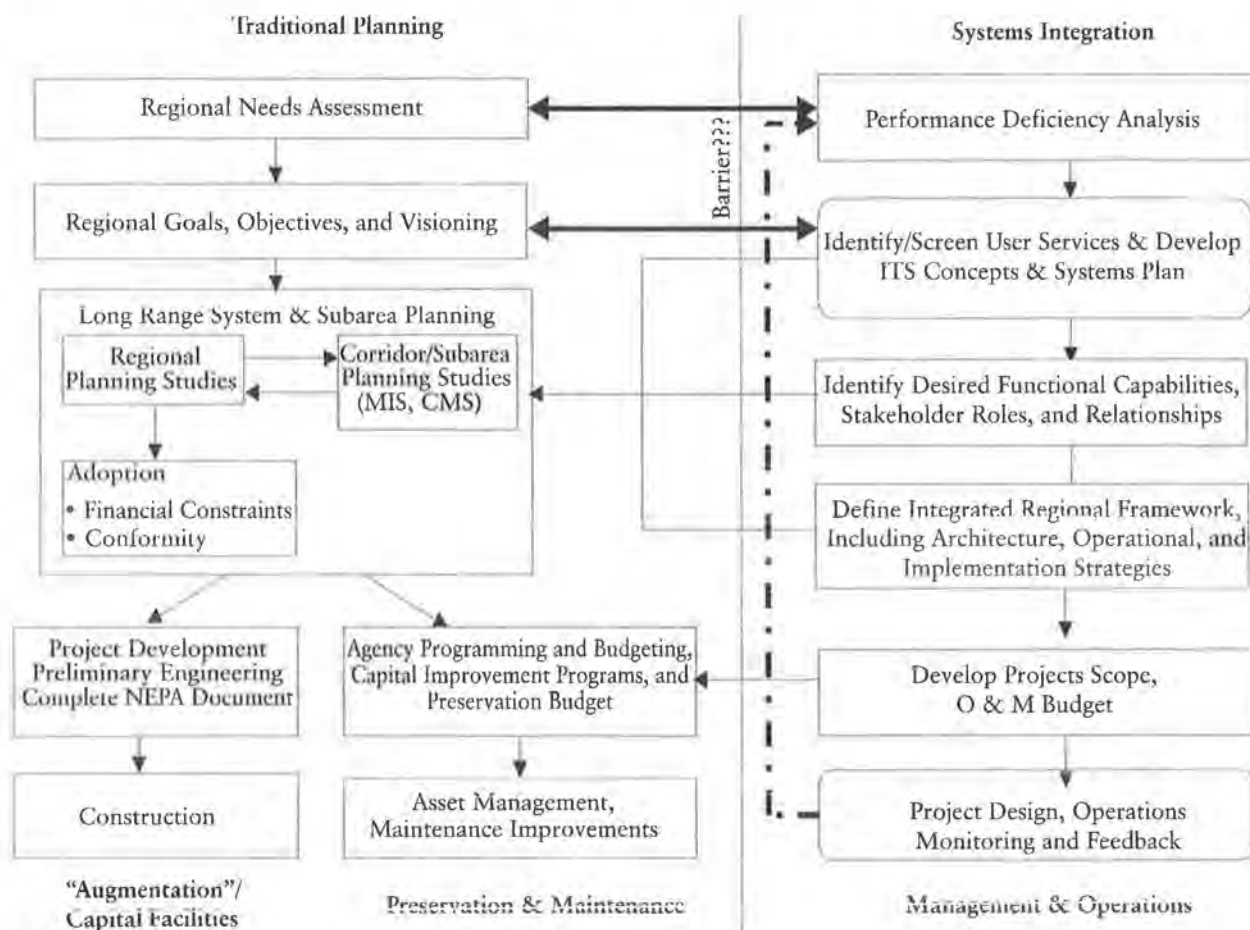 Traditional Planning
Regional Needs Assessment
Regional Goals, Objectives, and Visioning
Long Range System & Subarea Planning
Regional
Planning Studies
Corridor/Subarea
Planning Studies
(MIS, CMS)
Adoption
• Financial Constraints
• Conformity
Project Development
Preliminary Engineering
Complete NEPA Document
Agency Programming and Budgeting,
Capital Improvement Programs, and
Preservation Budget
Construction
Asset Management,
Maintenance Improvements
"Augmentation"/
Capital Facilities
Preservation & Maintenance
Barrier???
Systems Integration
Performance Deficiency Analysis
Identify/Screen User Services & Develop
ITS Concepts & Systems Plan
Identify Desired Functional Capabilities,
Stakeholder Roles, and Relationships
Define Integrated Regional Framework,
Including Architecture, Operational, and
Implementation Strategies
Develop Projects Scope,
O & M Budget
Project Design, Operations
Monitoring and Feedback
Management & Operations